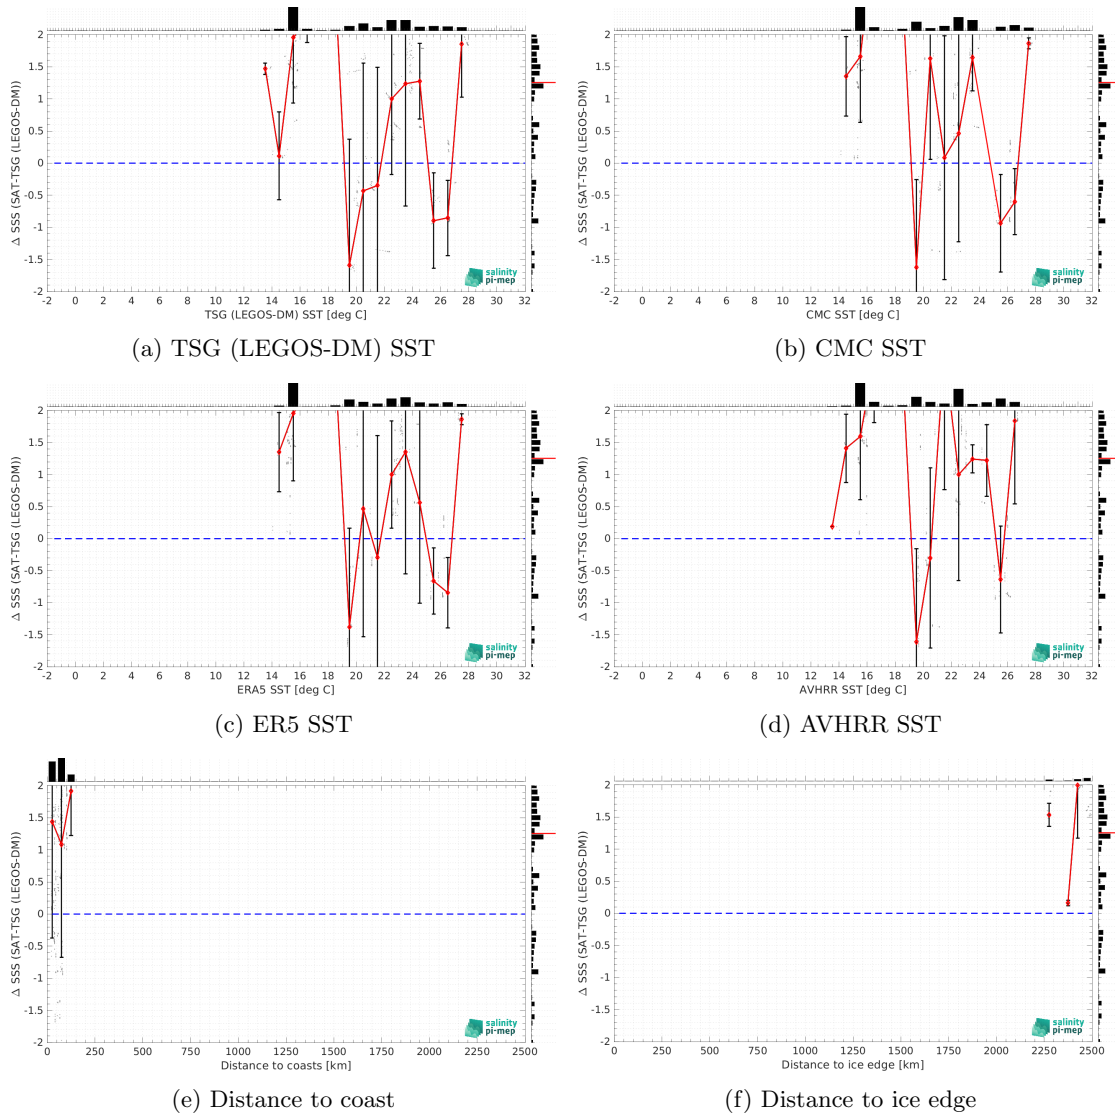 2
1.5
1
0.5
0
-0.5
-1
-1.5
-2
Δ SSS (SAT-TSG (LEGOS-DM))
salinity
pi-mep
-2 0 2 4 6 8 10 12 14 16 18 20 22 24 26 28 30 32
TSG (LEGOS-DM) SST [deg C]
(a) TSG (LEGOS-DM) SST
2
1.5
1
0.5
0
-0.5
-1
-1.5
-2
Δ SSS (SAT-TSG (LEGOS-DM))
salinity
pi-mep
-2 0 2 4 6 8 10 12 14 16 18 20 22 24 26 28 30 32
CMC SST [deg C]
(b) CMC SST
2
1.5
1
0.5
0
-0.5
-1
-1.5
-2
Δ SSS (SAT-TSG (LEGOS-DM))
salinity
pi-mep
-2 0 2 4 6 8 10 12 14 16 18 20 22 24 26 28 30 32
ERA5 SST [deg C]
(c) ER5 SST
2
1.5
1
0.5
0
-0.5
-1
-1.5
-2
Δ SSS (SAT-TSG (LEGOS-DM))
salinity
pi-mep
-2 0 2 4 6 8 10 12 14 16 18 20 22 24 26 28 30 32
AVHRR SST [deg C]
(d) AVHRR SST
2
1.5
1
0.5
0
-0.5
-1
-1.5
-2
Δ SSS (SAT-TSG (LEGOS-DM))
salinity
pi-mep
0 250 500 750 1000 1250 1500 1750 2000 2250 2500
Distance to coasts [km]
(e) Distance to coast
2
1.5
1
0.5
0
-0.5
-1
-1.5
-2
Δ SSS (SAT-TSG (LEGOS-DM))
salinity
pi-mep
0 250 500 750 1000 1250 1500 1750 2000 2250 2500
Distance to ice edge [km]
(f) Distance to ice edge